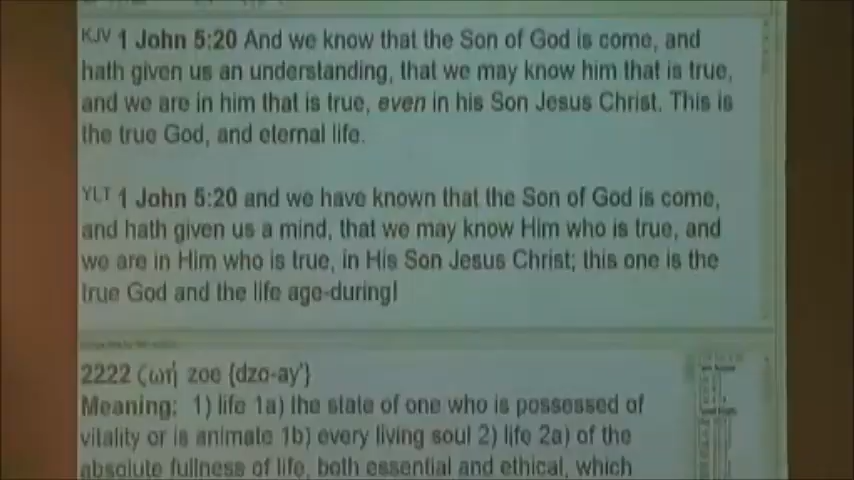 KJV 1 John 5:20 And we know that the Son of God is come, and
hath given us an understanding, that we may know him that is true,
and we are in him that is true, even in his Son Jesus Christ. This is
the true God, and eternal life.
YLT 1 John 5:20 and we have known that the Son of God is come,
and hath given us a mind, that we may know Him who is true, and
we are in Him who is true, in His Son Jesus Christ; this one is the
true God and the life age-during!
2222 ζωή zoe {dzo-ay'}
Meaning: 1) life 1a) the state of one who is possessed of
vitality or is animate 1b) every living soul 2) life 2a) of the
absolute fullness of life, both essential and ethical, which